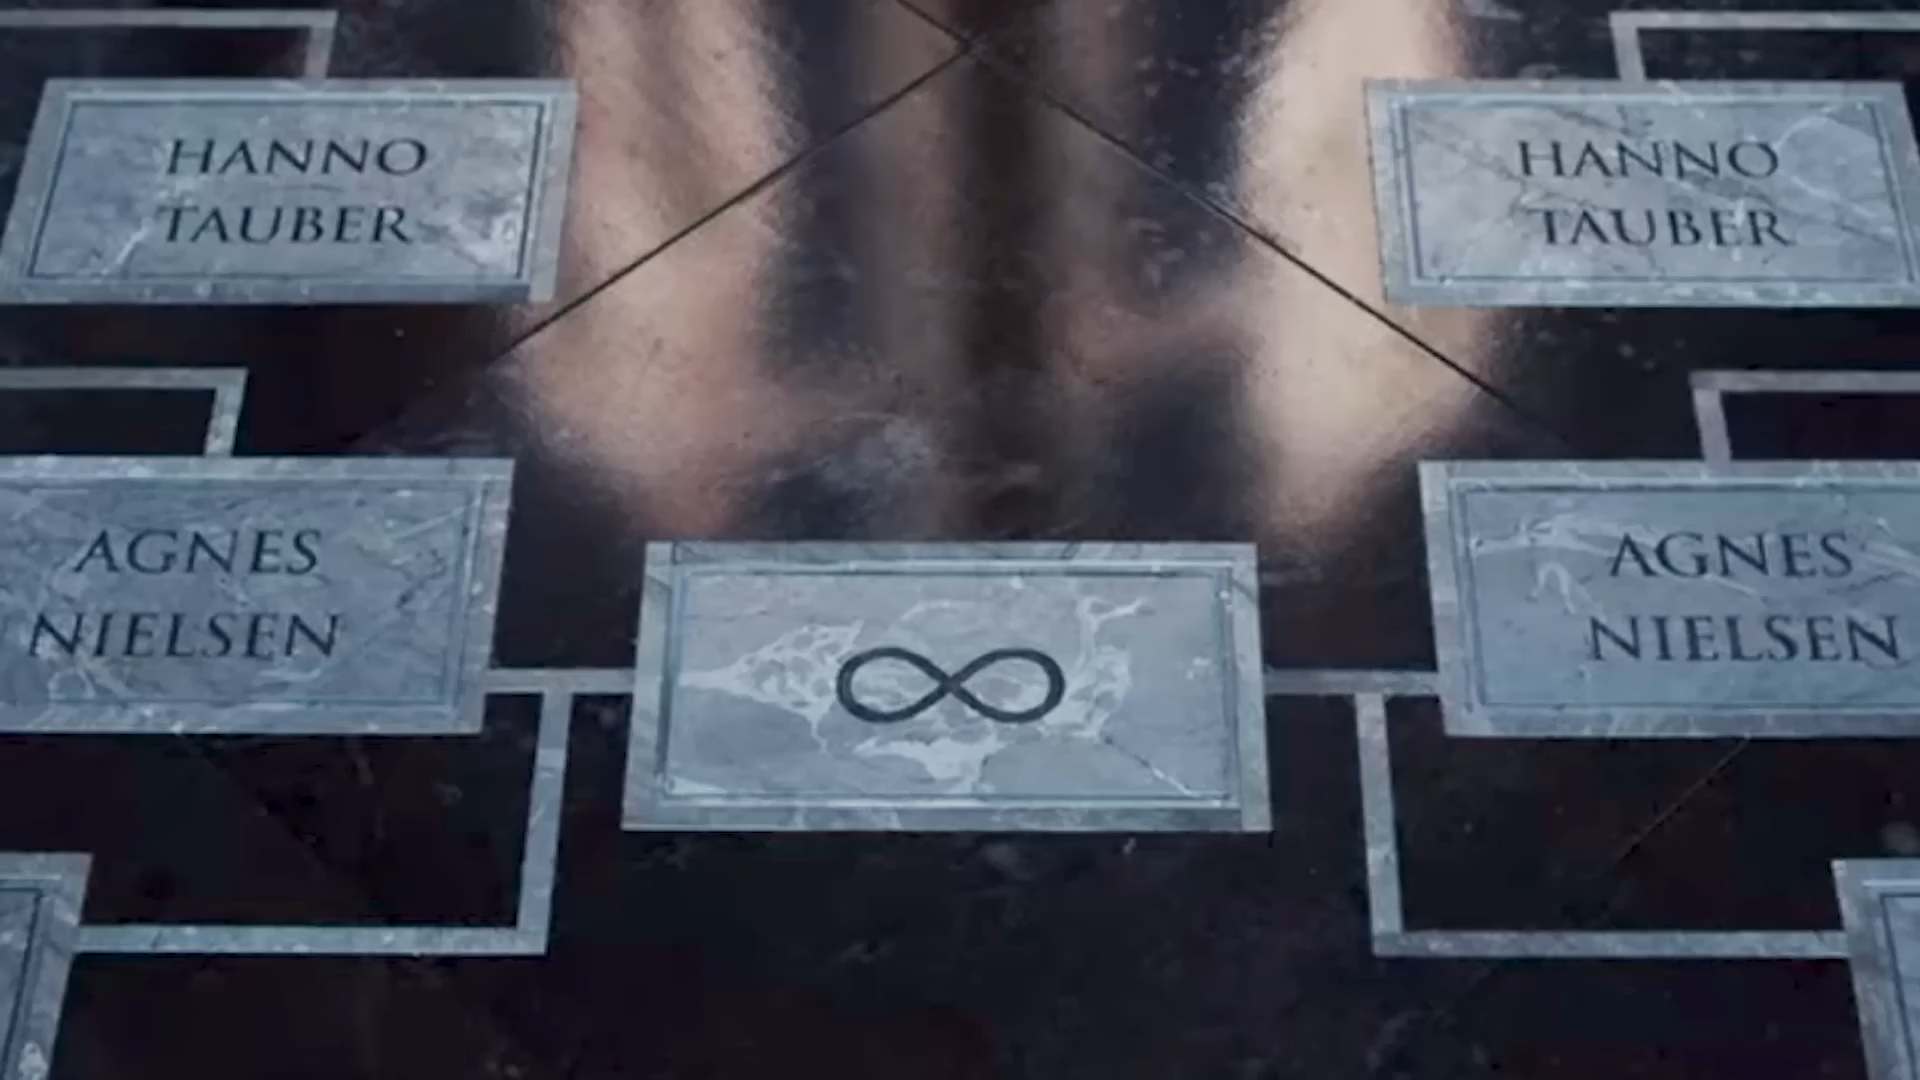 HANNO
TAUBER
HANNO
TAUBER
AGNES
NIELSEN
∞
AGNES
NIELSEN